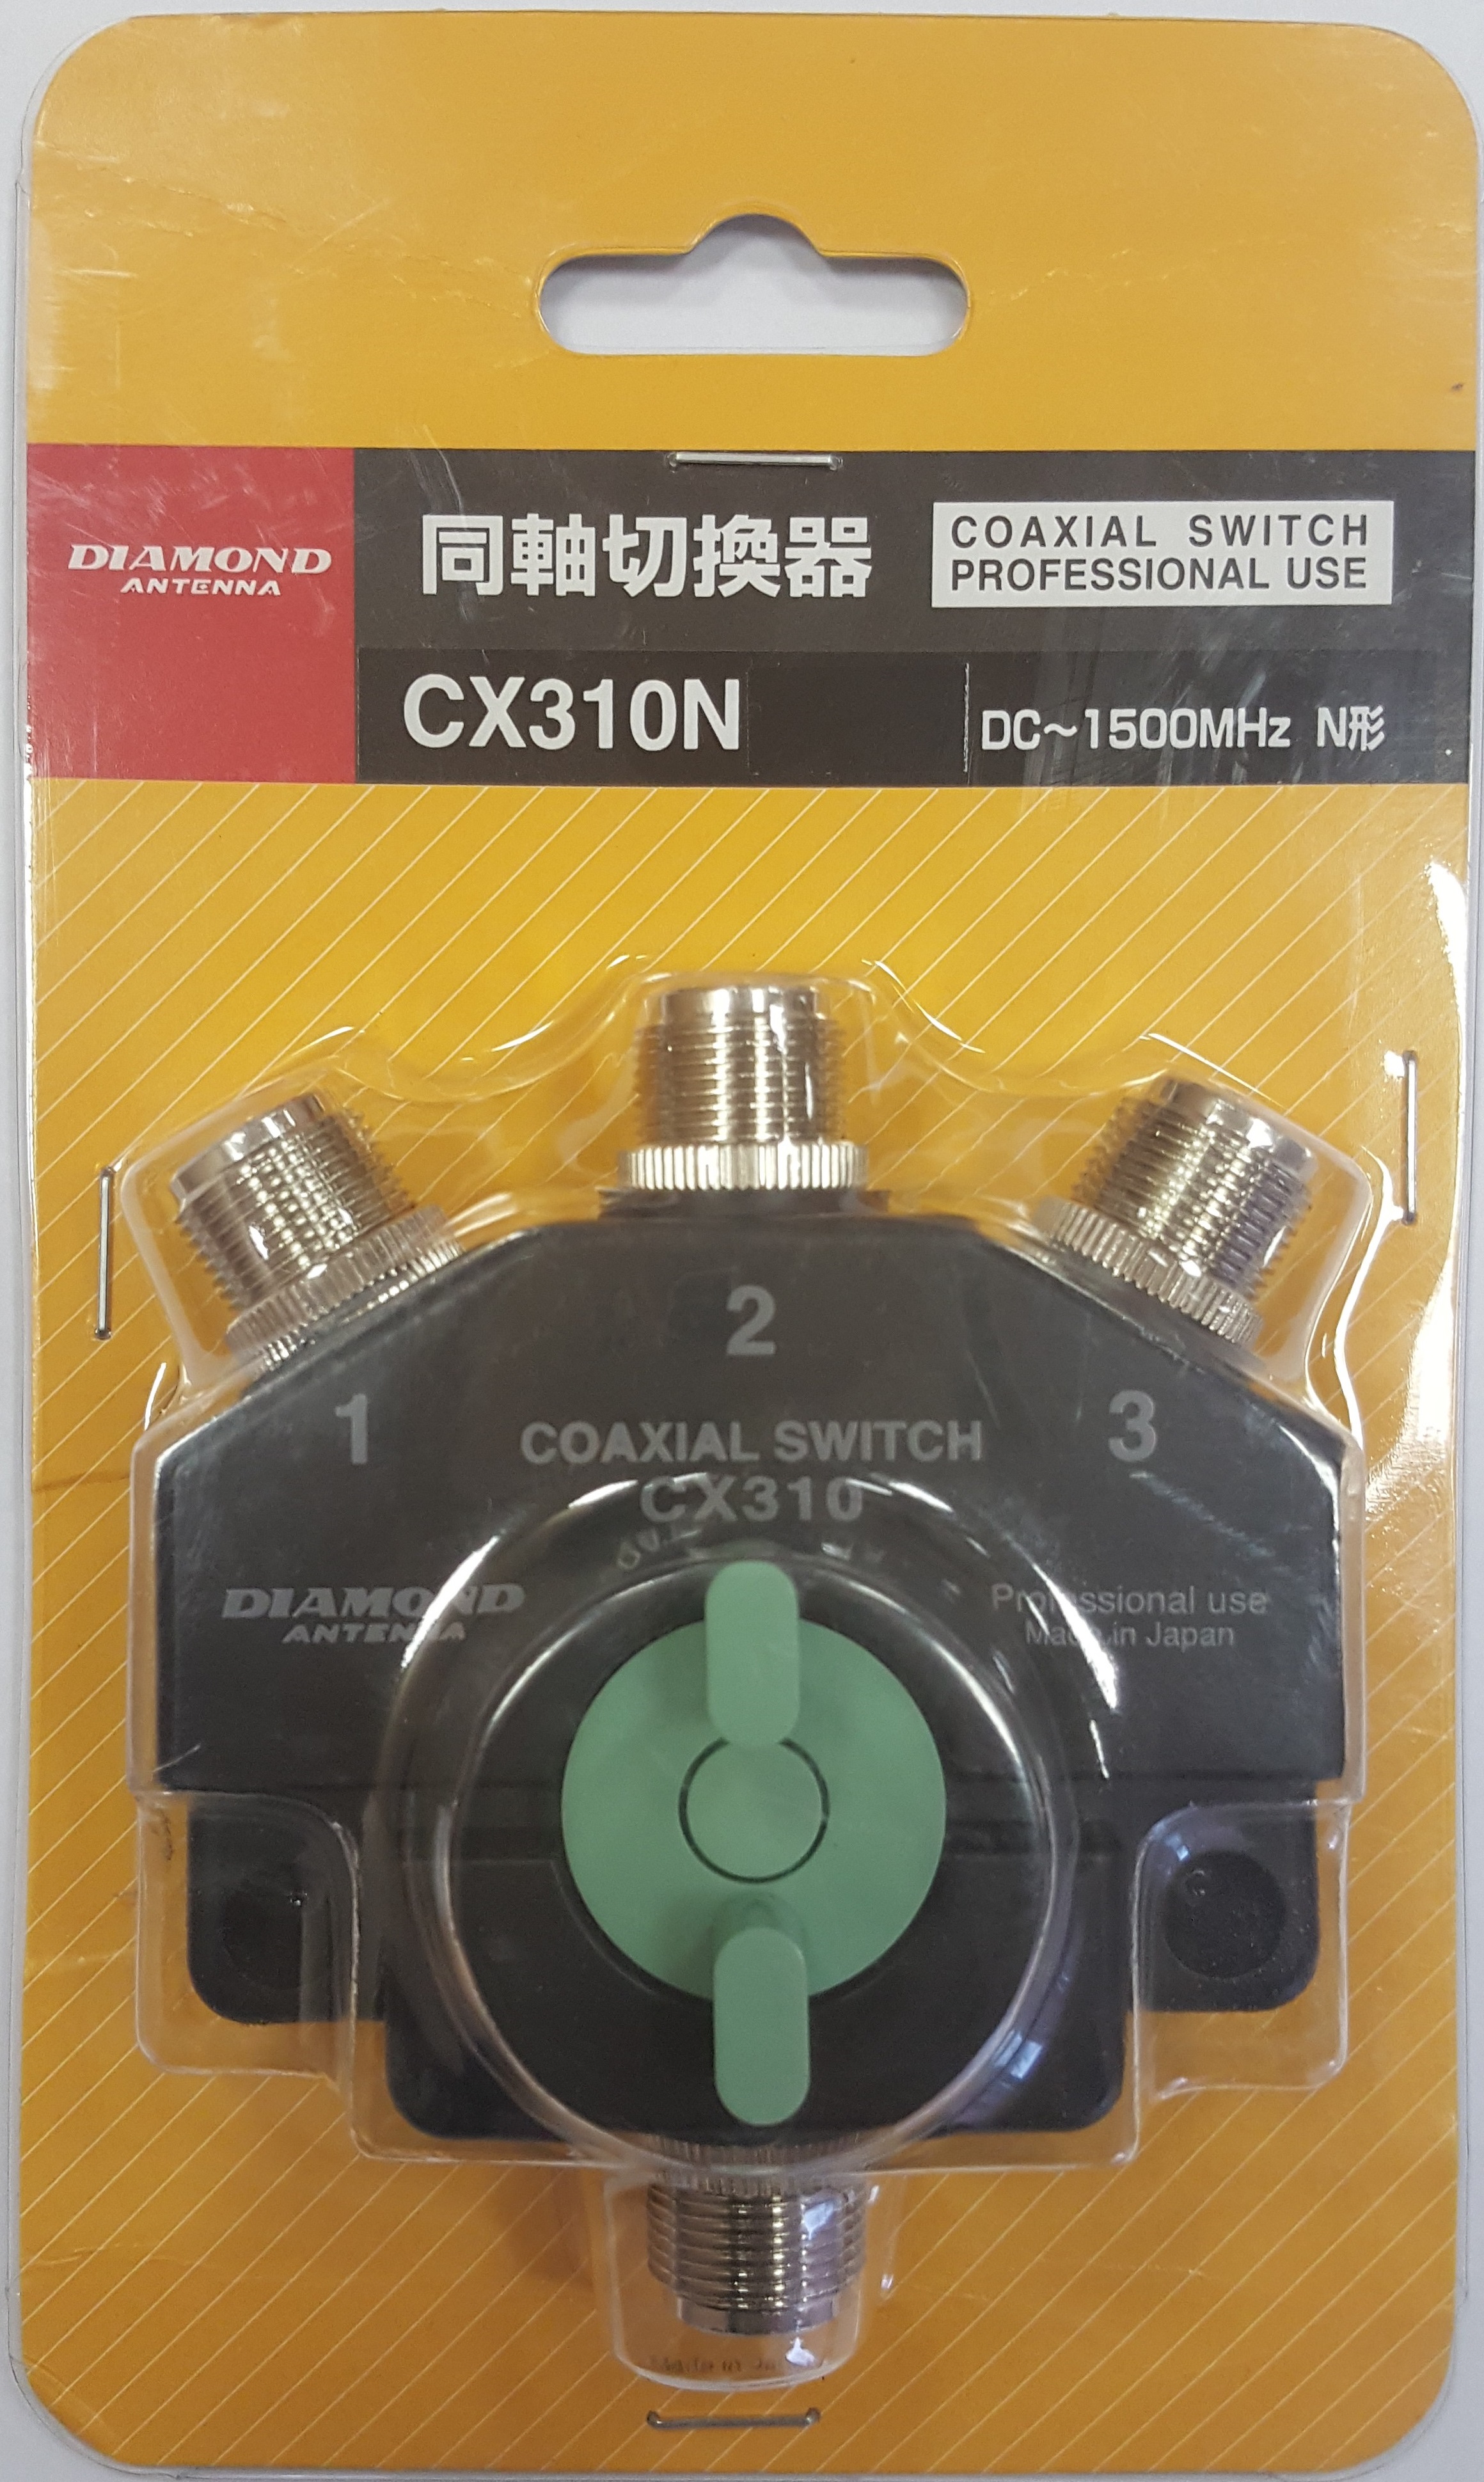 DIAMOND
ANTENNA
同軸切換器
COAXIAL SWITCH
PROFESSIONAL USE
CX310N
DC～1500MHz N形
2
1
3
COAXIAL SWITCH
CX310
DIAMOND
ANTENNA
Professional use
Made in Japan